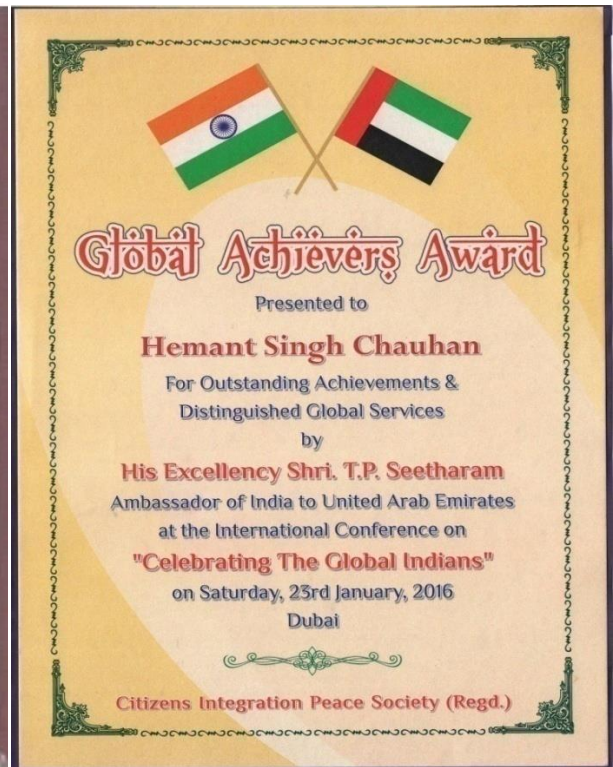 Global Achievers Award
Presented to
Hemant Singh Chauhan
For Outstanding Achievements &
Distinguished Global Services
by
His Excellency Shri. T.P. Seetharam
Ambassador of India to United Arab Emirates
at the International Conference on
"Celebrating The Global Indians"
on Saturday, 23rd January, 2016
Dubai
Citizens Integration Peace Society (Regd.)